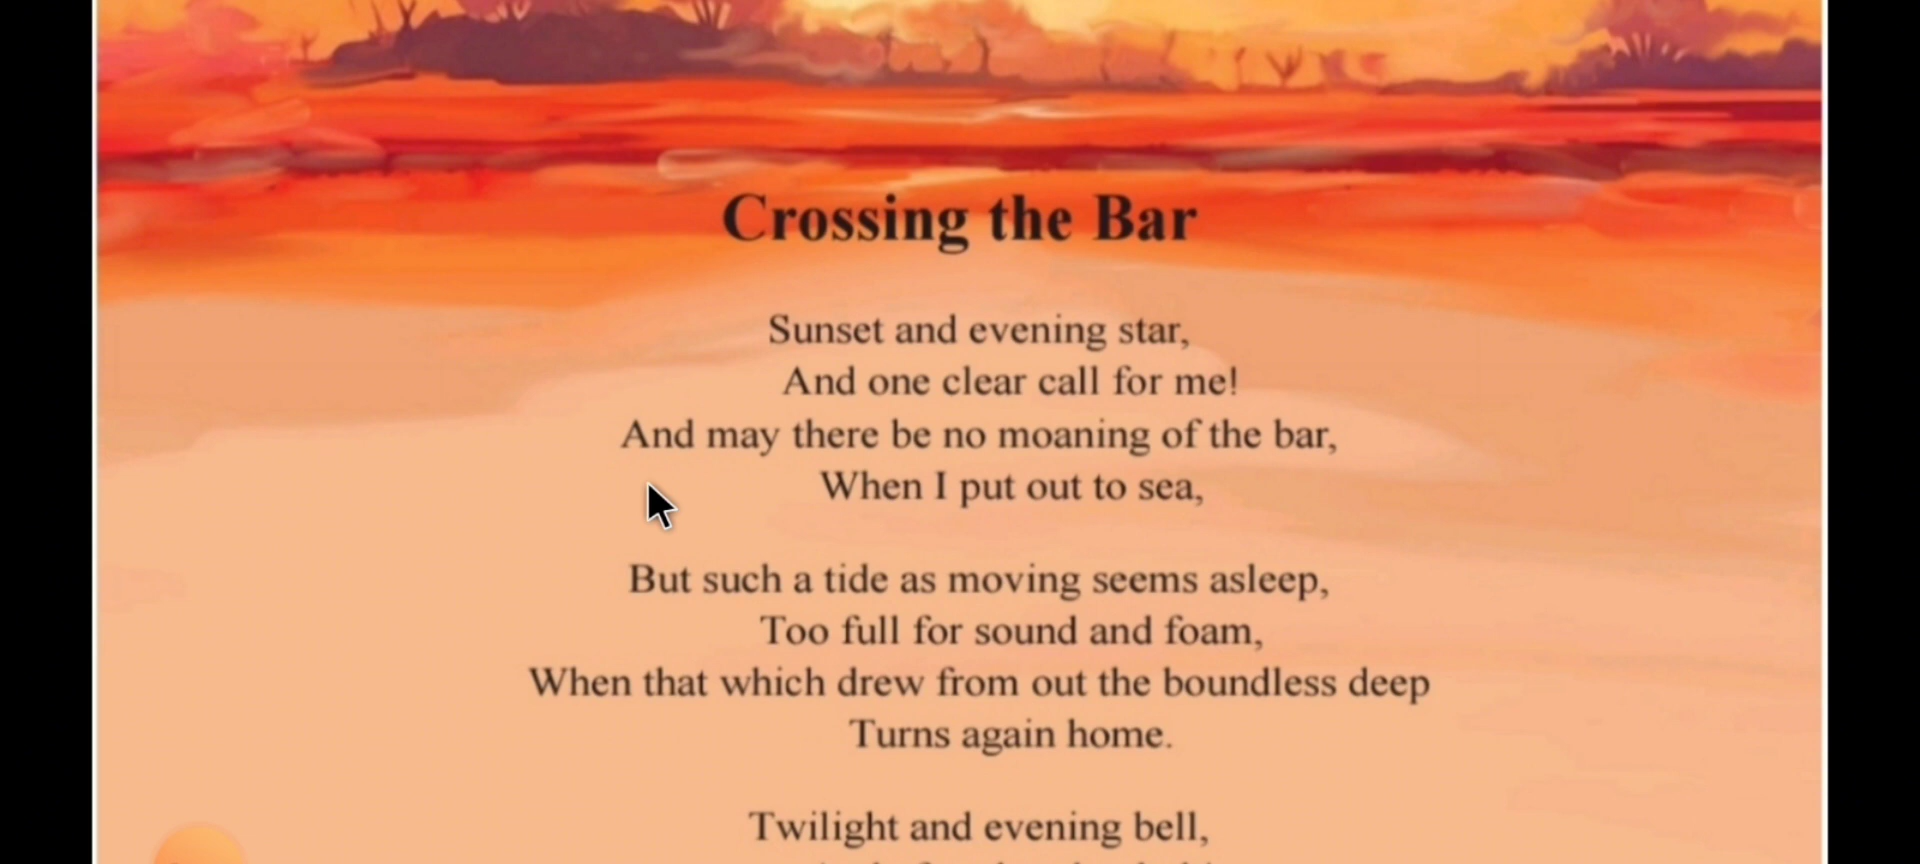 Crossing the Bar
Sunset and evening star,
And one clear call for me!
And may there be no moaning of the bar,
When I put out to sea,
But such a tide as moving seems asleep,
Too full for sound and foam,
When that which drew from out the boundless deep
Turns again home.
Twilight and evening bell,